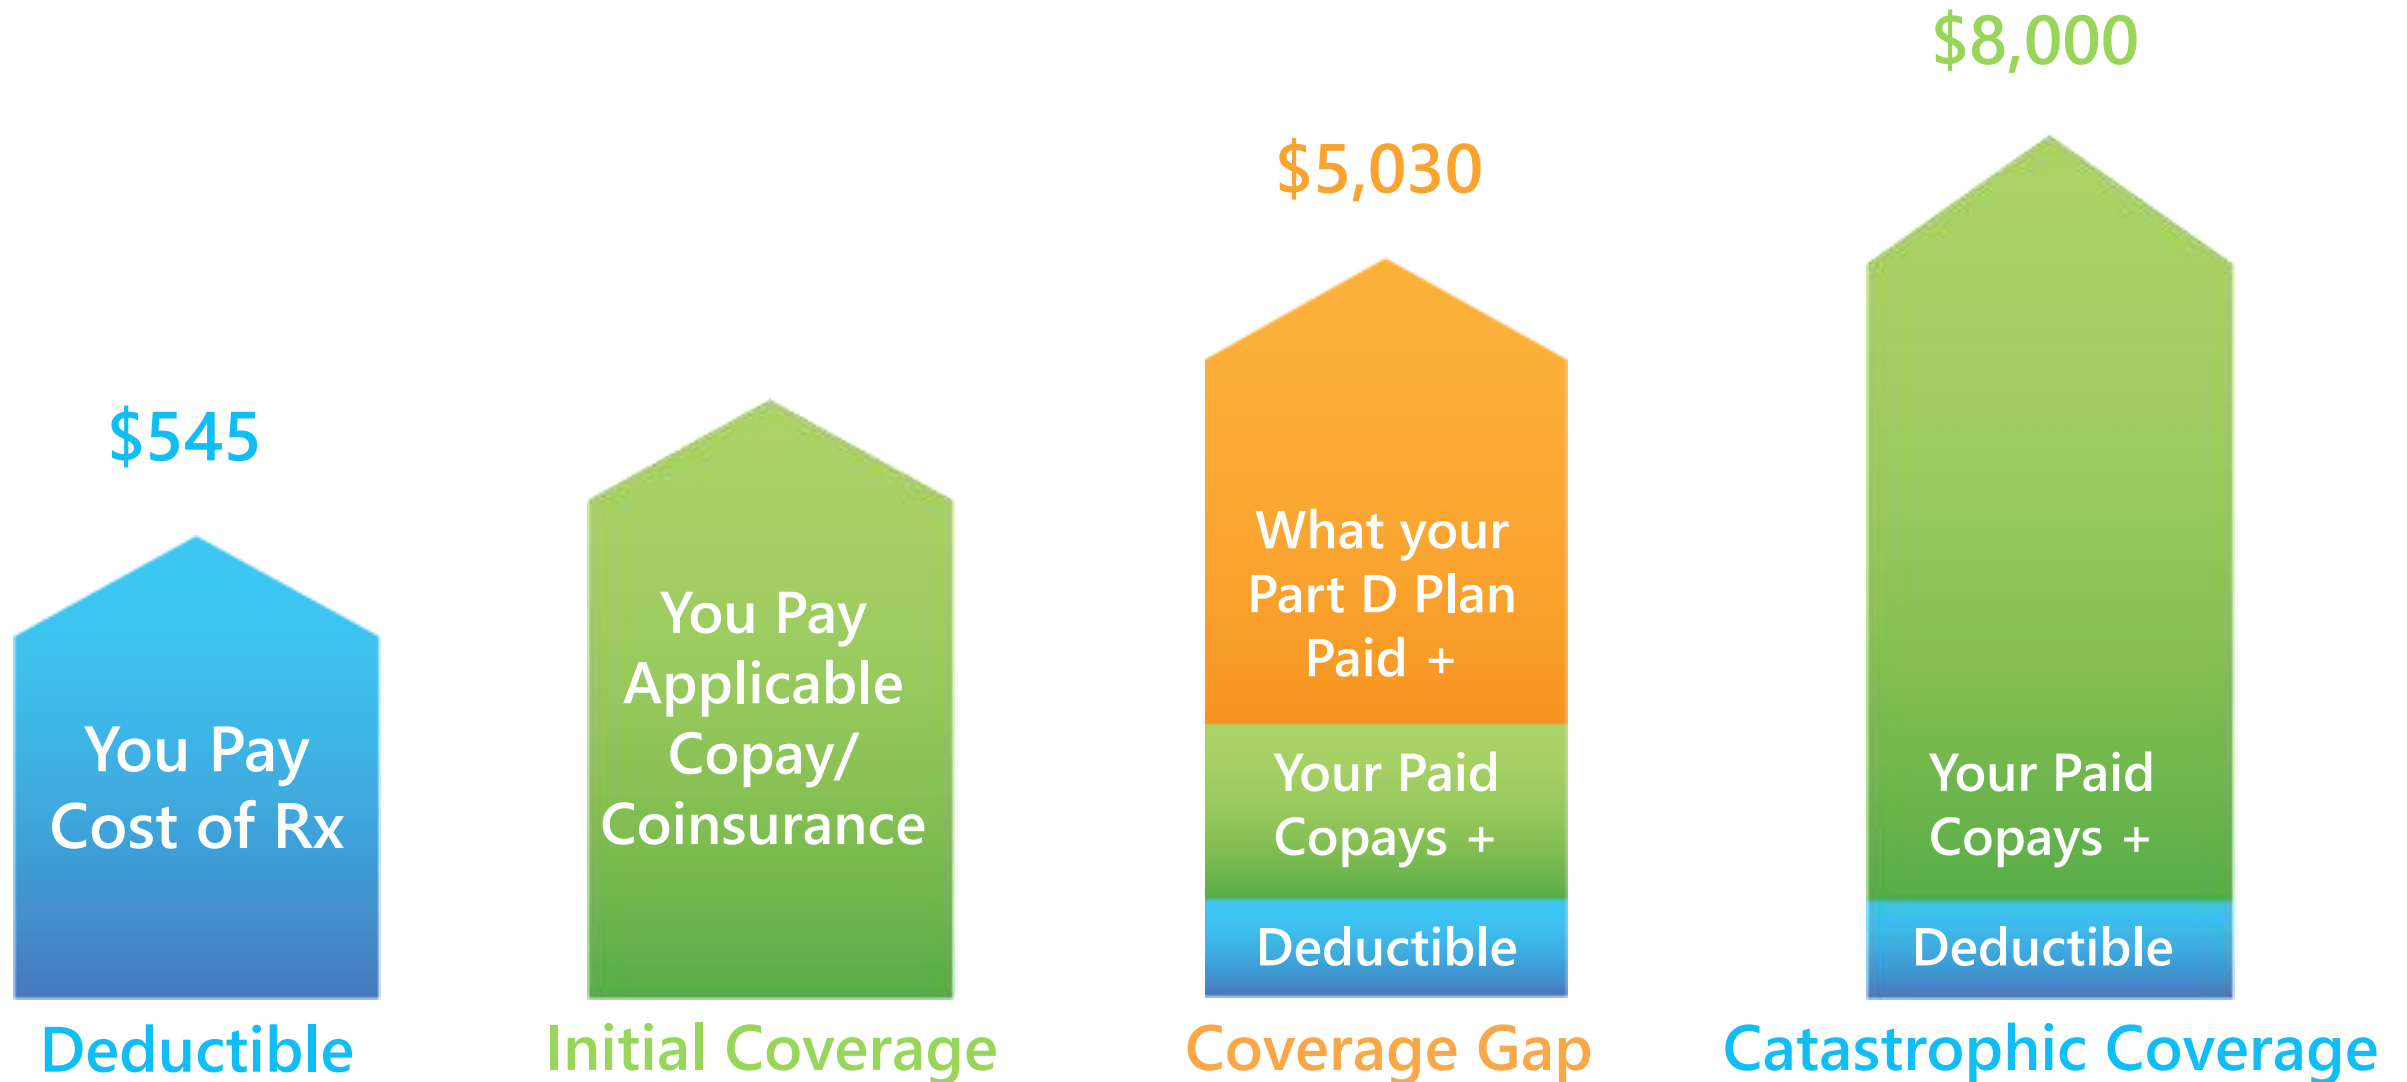 $545
You Pay
Cost of Rx
Deductible
You Pay
Applicable
Copay/
Coinsurance
Initial Coverage
$5,030
What your
Part D Plan
Paid +
Your Paid
Copays +
Deductible
Coverage Gap
$8,000
Your Paid
Copays +
Deductible
Catastrophic Coverage